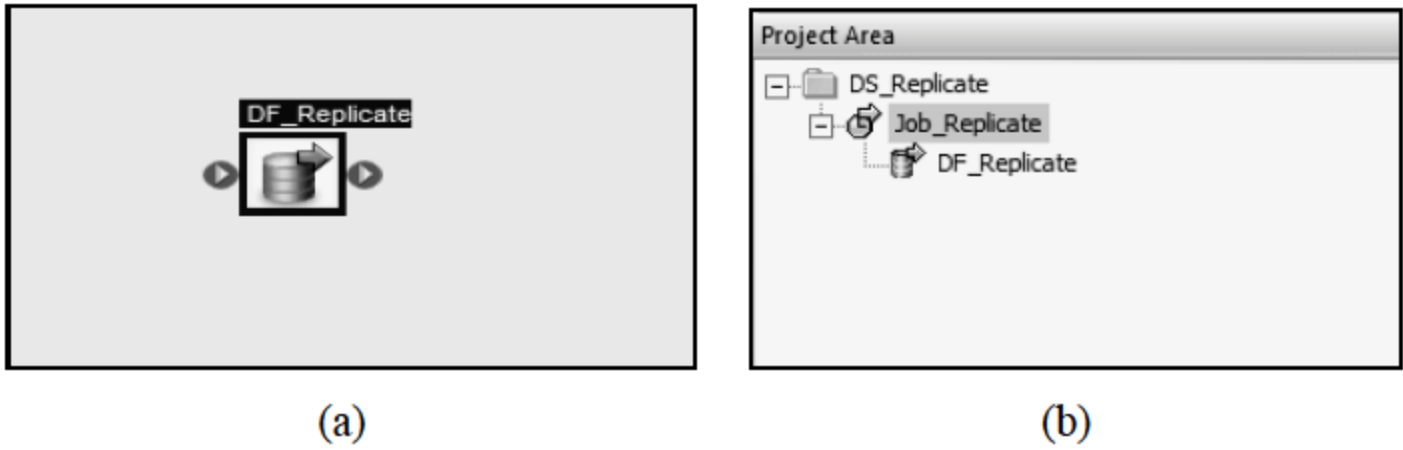 DF_Replicate
(a)
Project Area
DS_Replicate
Job_Replicate
DF_Replicate
(b)